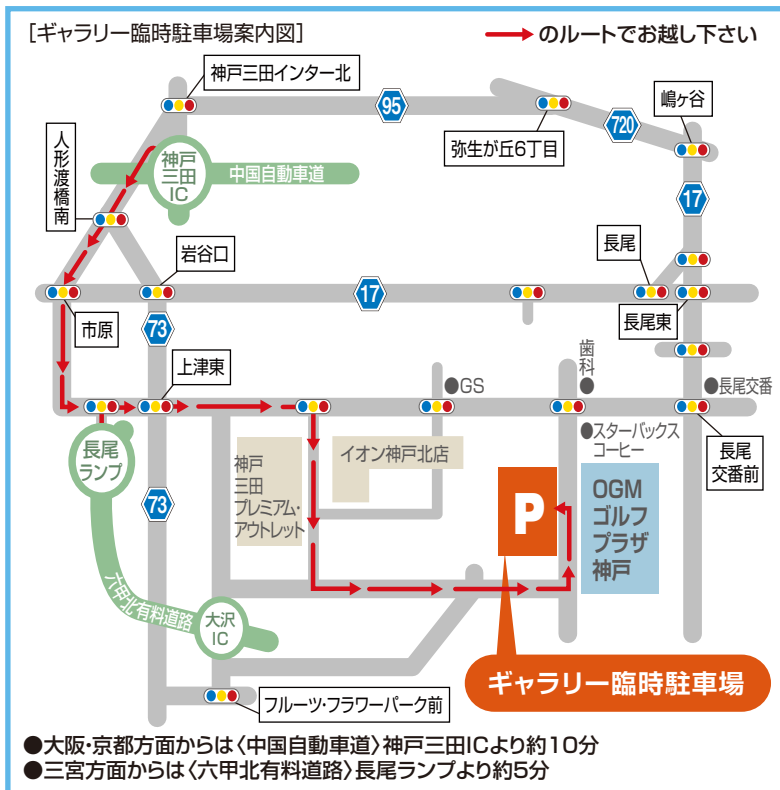 [ギャラリー臨時駐車場案内図]
のルートでお越し下さい
神戸三田インター北
95
720
嶋ヶ谷
弥生が丘6丁目
人形渡橋南
神戸
三田
IC
中国自動車道
17
岩谷口
長尾
17
市原
73
長尾東
上津東
歯科
GS
長尾交番
長尾
ランプ
スターバックス
コーヒー
長尾
交番前
神戸
三田
プレミアム・
アウトレット
イオン神戸北店
P
OGM
ゴルフ
プラザ
神戸
73
六甲北有料道路
大沢
IC
ギャラリー臨時駐車場
フルーツ・フラワーパーク前
●大阪・京都方面からは〈中国自動車道〉神戸三田ICより約10分
●三宮方面からは〈六甲北有料道路〉長尾ランプより約5分